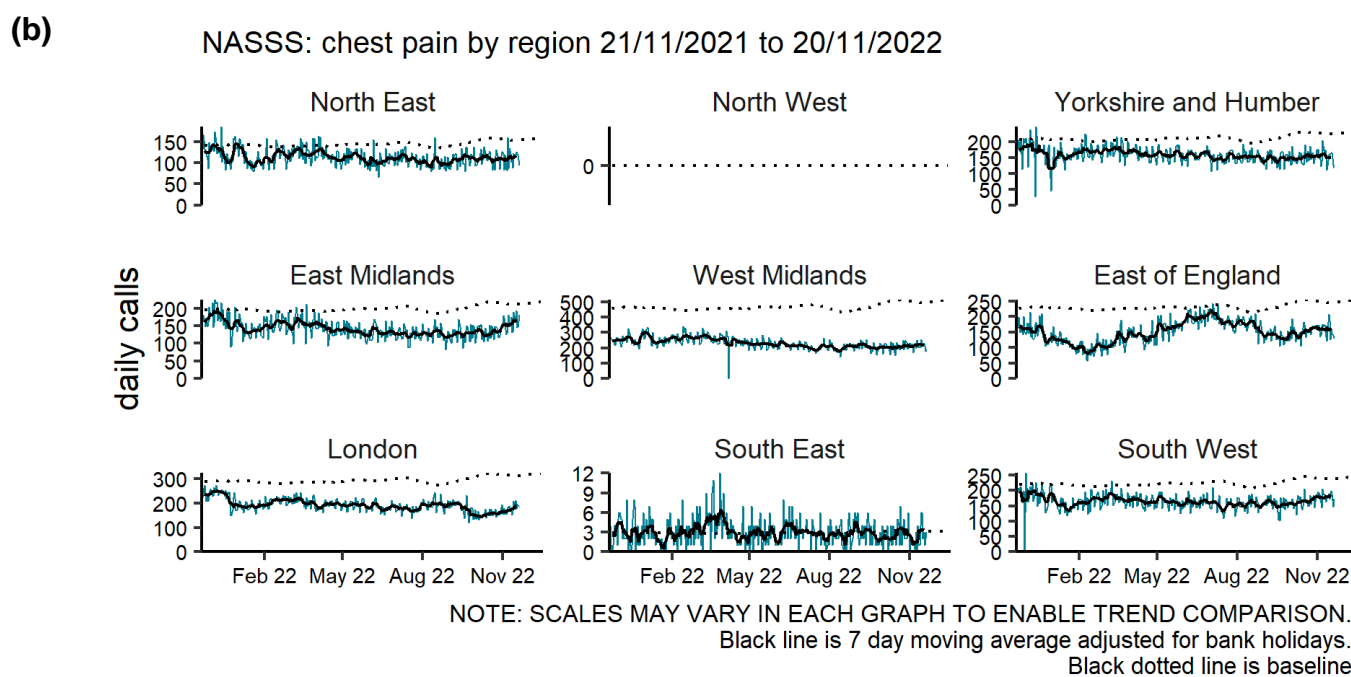 (b)
NASSS: chest pain by region 21/11/2021 to 20/11/2022
North East
North West
Yorkshire and Humber
150
100
50
0
0
200
150
100
50
0
daily calls
East Midlands
West Midlands
East of England
200
150
100
50
0
500
400
300
200
100
0
250
200
150
100
50
0
London
South East
South West
300
200
100
0
12
9
6
3
0
250
200
150
100
50
0
Feb 22 May 22 Aug 22 Nov 22
Feb 22 May 22 Aug 22 Nov 22
Feb 22 May 22 Aug 22 Nov 22
NOTE: SCALES MAY VARY IN EACH GRAPH TO ENABLE TREND COMPARISON.
Black line is 7 day moving average adjusted for bank holidays.
Black dotted line is baseline